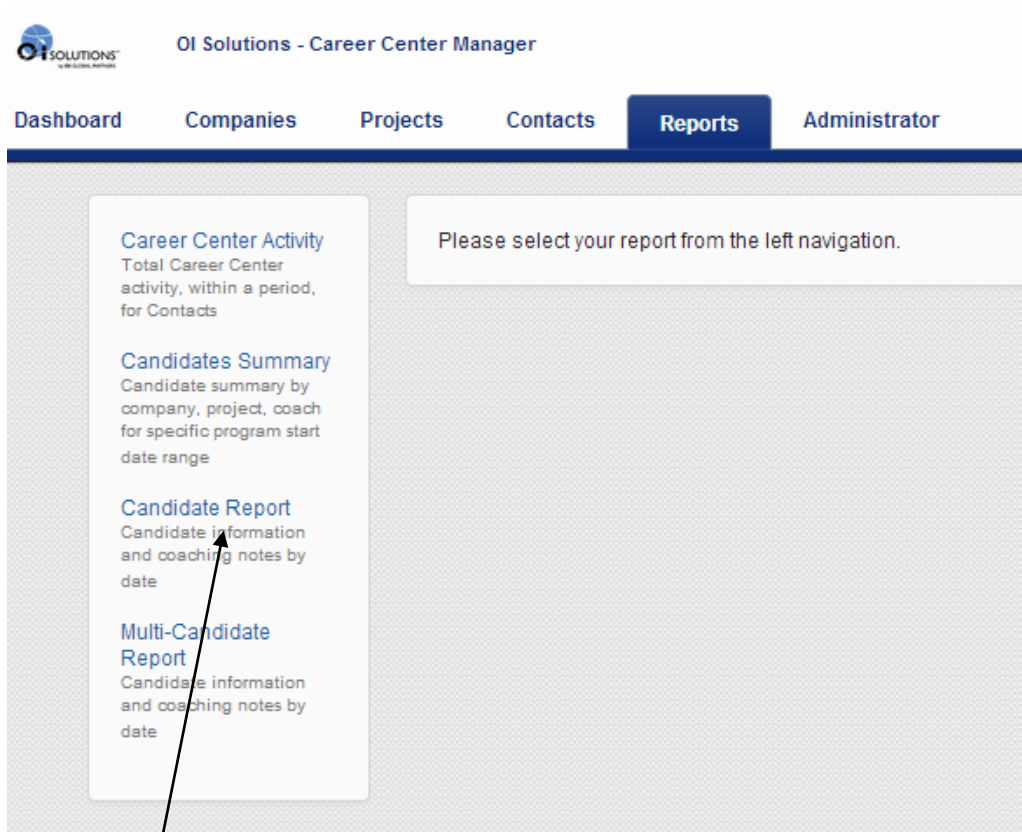 OI SOLUTIONS
OI Solutions - Career Center Manager
Dashboard Companies Projects Contacts Reports Administrator
Career Center Activity
Total Career Center
activity, within a period,
for Contacts
Please select your report from the left navigation.
Candidates Summary
Candidate summary by
company, project, coach
for specific program start
date range
Candidate Report
Candidate information
and coaching notes by
date
Multi-Candidate
Report
Candidate information
and coaching notes by
date